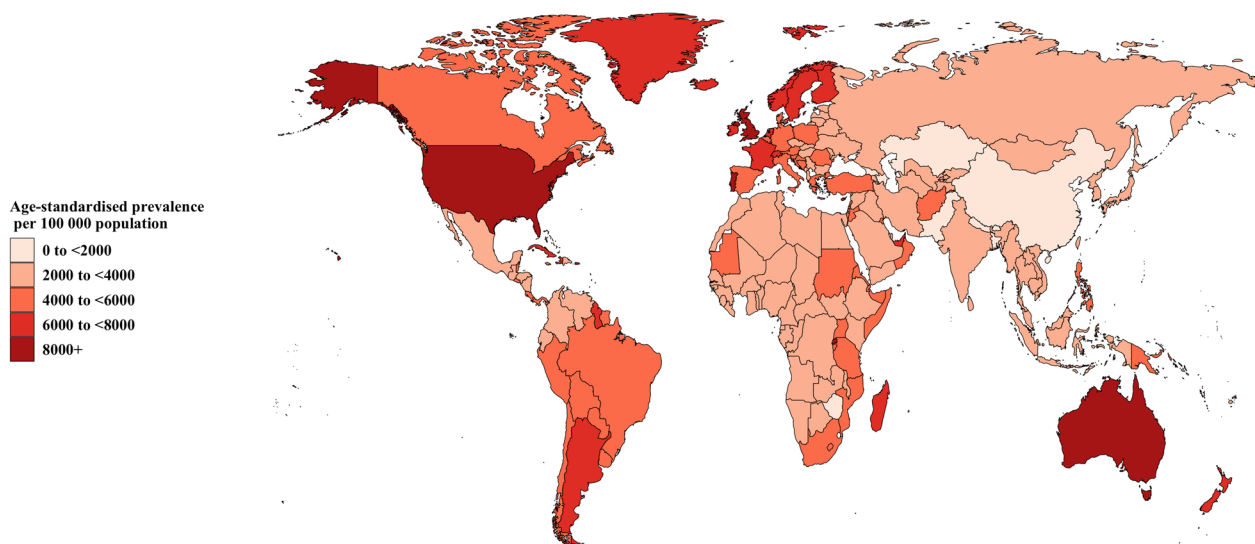 Age-standardised prevalence
per 100 000 population
0 to <2000
2000 to <4000
4000 to <6000
6000 to <8000
8000+